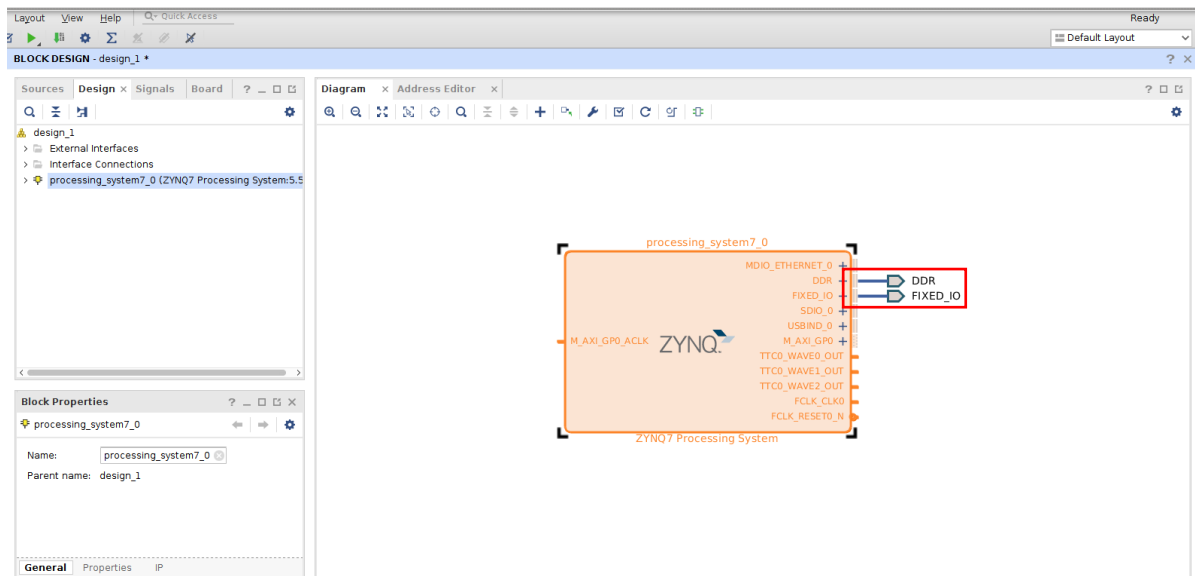 Layout View Help Quick Access Ready
Default Layout
BLOCK DESIGN - design_1 *
Sources Design Signals Board
design_1
External Interfaces
Interface Connections
processing_system7_0 (ZYNQ7 Processing System:5.5
Block Properties
processing_system7_0
Name: processing_system7_0
Parent name: design_1
General Properties IP
Diagram Address Editor
processing_system7_0
MDIO_ETHERNET_0
DDR
FIXED_IO
SDIO_0
USBIND_0
M_AXI_GP0
TTC0_WAVE0_OUT
TTC0_WAVE1_OUT
TTC0_WAVE2_OUT
FCLK_CLK0
FCLK_RESET0_N
M_AXI_GP0_ACLK
ZYNQ
ZYNQ7 Processing System
DDR
FIXED_IO